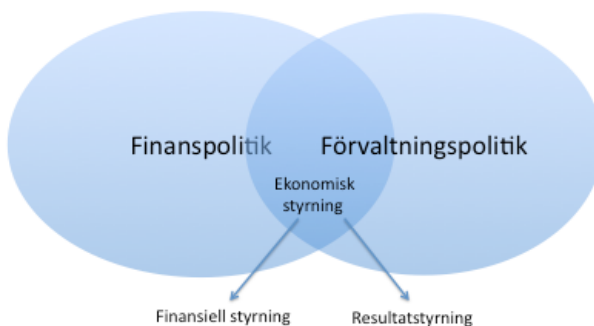 Finanspolitik
Förvaltningspolitik
Ekonomisk
styrning
Finansiell styrning
Resultatstyrning